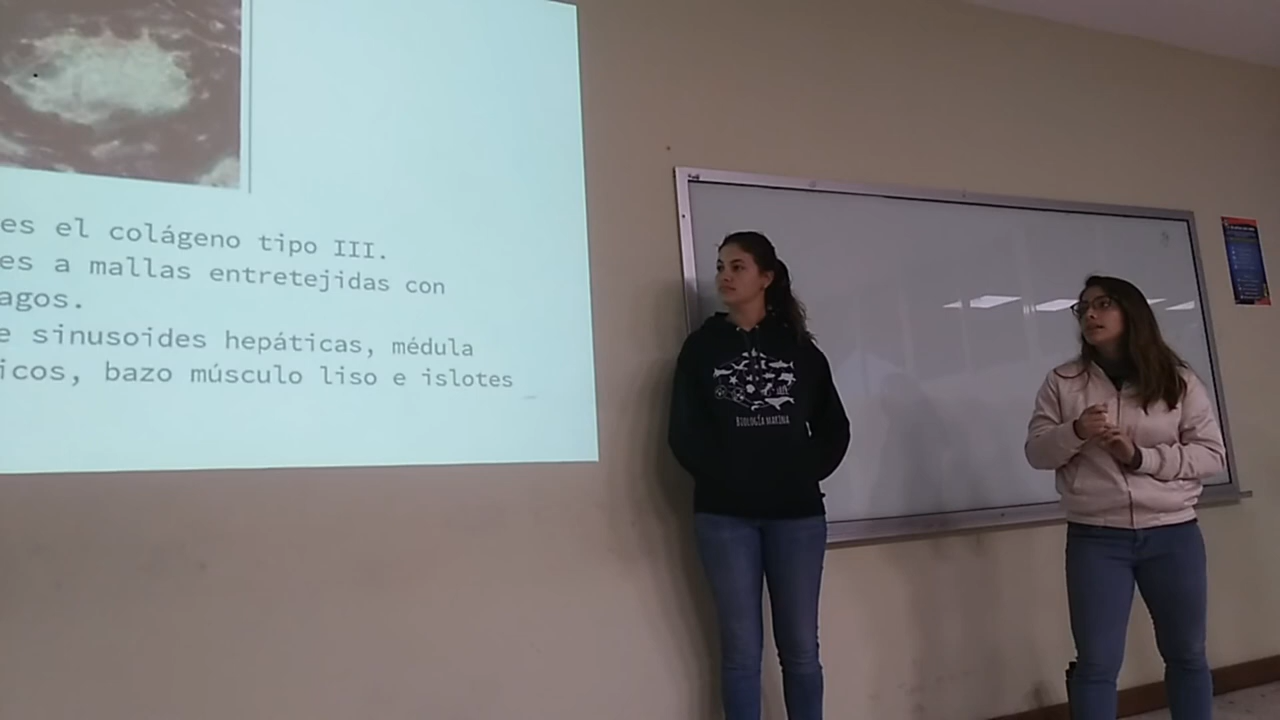 es el colágeno tipo III.
es a mallas entretejidas con
agos.
e sinusoides hepáticas, médula
icos, bazo músculo liso e islotes
BIOLOGÍA MARINA